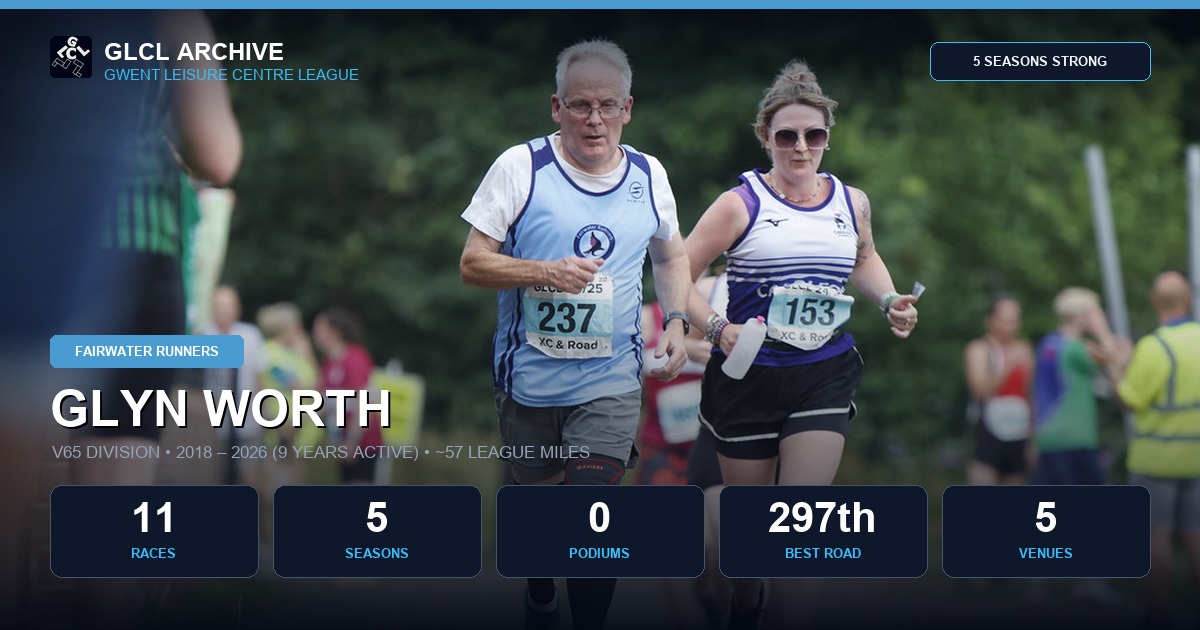 GLCL ARCHIVE
GWENT LEISURE CENTRE LEAGUE
5 SEASONS STRONG
237
XC & Road
153
FAIRWATER RUNNERS
GLYN WORTH
V65 DIVISION • 2018 – 2026 (9 YEARS ACTIVE) • ~57 LEAGUE MILES
11
RACES
5
SEASONS
0
PODIUMS
297th
BEST ROAD
5
VENUES